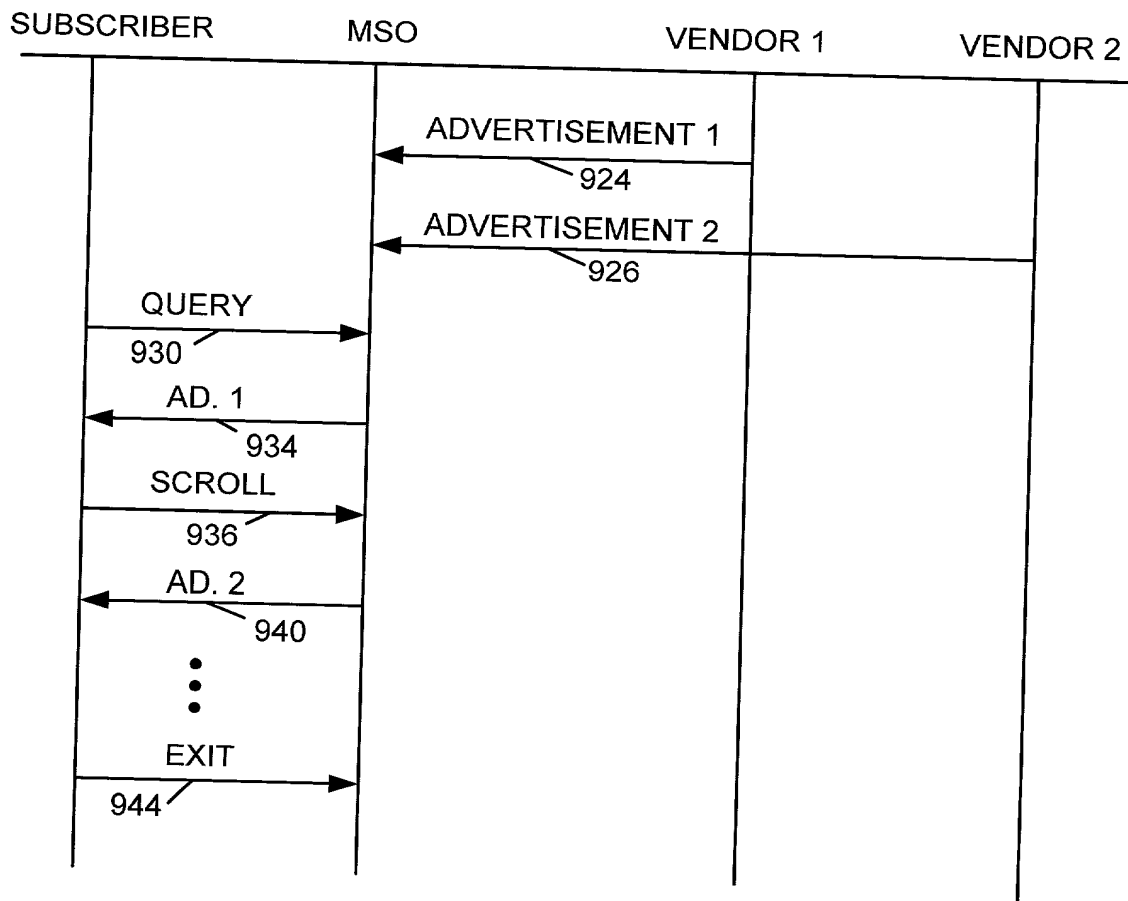 SUBSCRIBER MSO VENDOR 1 VENDOR 2
ADVERTISEMENT 1
924
ADVERTISEMENT 2
926
QUERY
930
AD. 1
934
SCROLL
936
AD. 2
940
EXIT
944